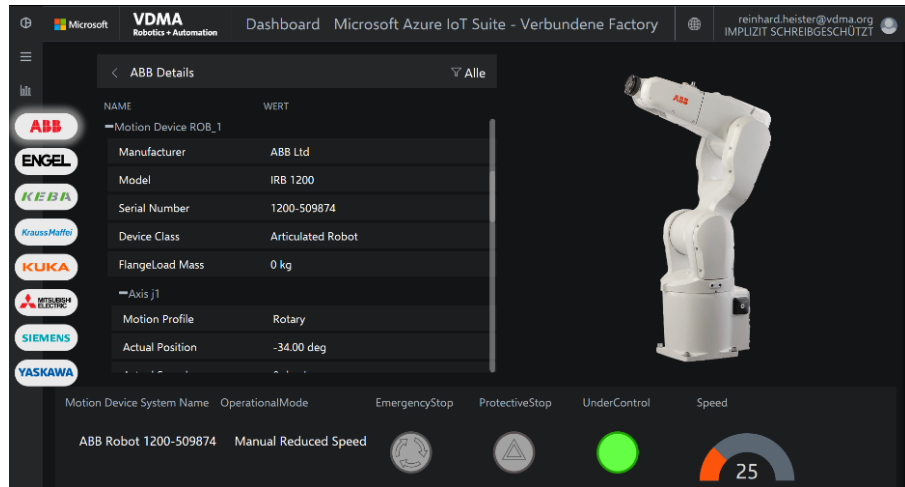 Microsoft
VDMA
Robotics + Automation
Dashboard Microsoft Azure IoT Suite - Verbundene Factory
reinhard.heister@vdma.org
IMPLIZIT SCHREIBGESCHÜTZT
ABB Details
Alle
NAME WERT
Motion Device ROB_1
Manufacturer ABB Ltd
Model IRB 1200
Serial Number 1200-509874
Device Class Articulated Robot
FlangeLoad Mass 0 kg
Axis j1
Motion Profile Rotary
Actual Position -34.00 deg
ABB
ENGEL
KEBA
KraussMaffei
KUKA
MITSUBISHI
ELECTRIC
SIEMENS
YASKAWA
ABB
Motion Device System Name OperationalMode EmergencyStop ProtectiveStop UnderControl Speed
ABB Robot 1200-509874 Manual Reduced Speed
25